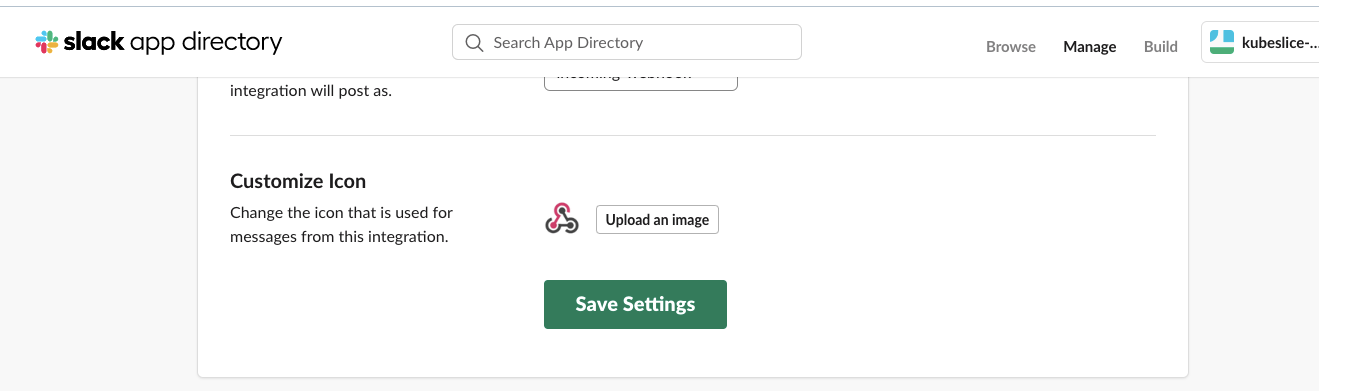 slack app directory
Search App Directory
Browse
Manage
Build
kubeslice-...
integration will post as.
Customize Icon
Change the icon that is used for
messages from this integration.
Upload an image
Save Settings